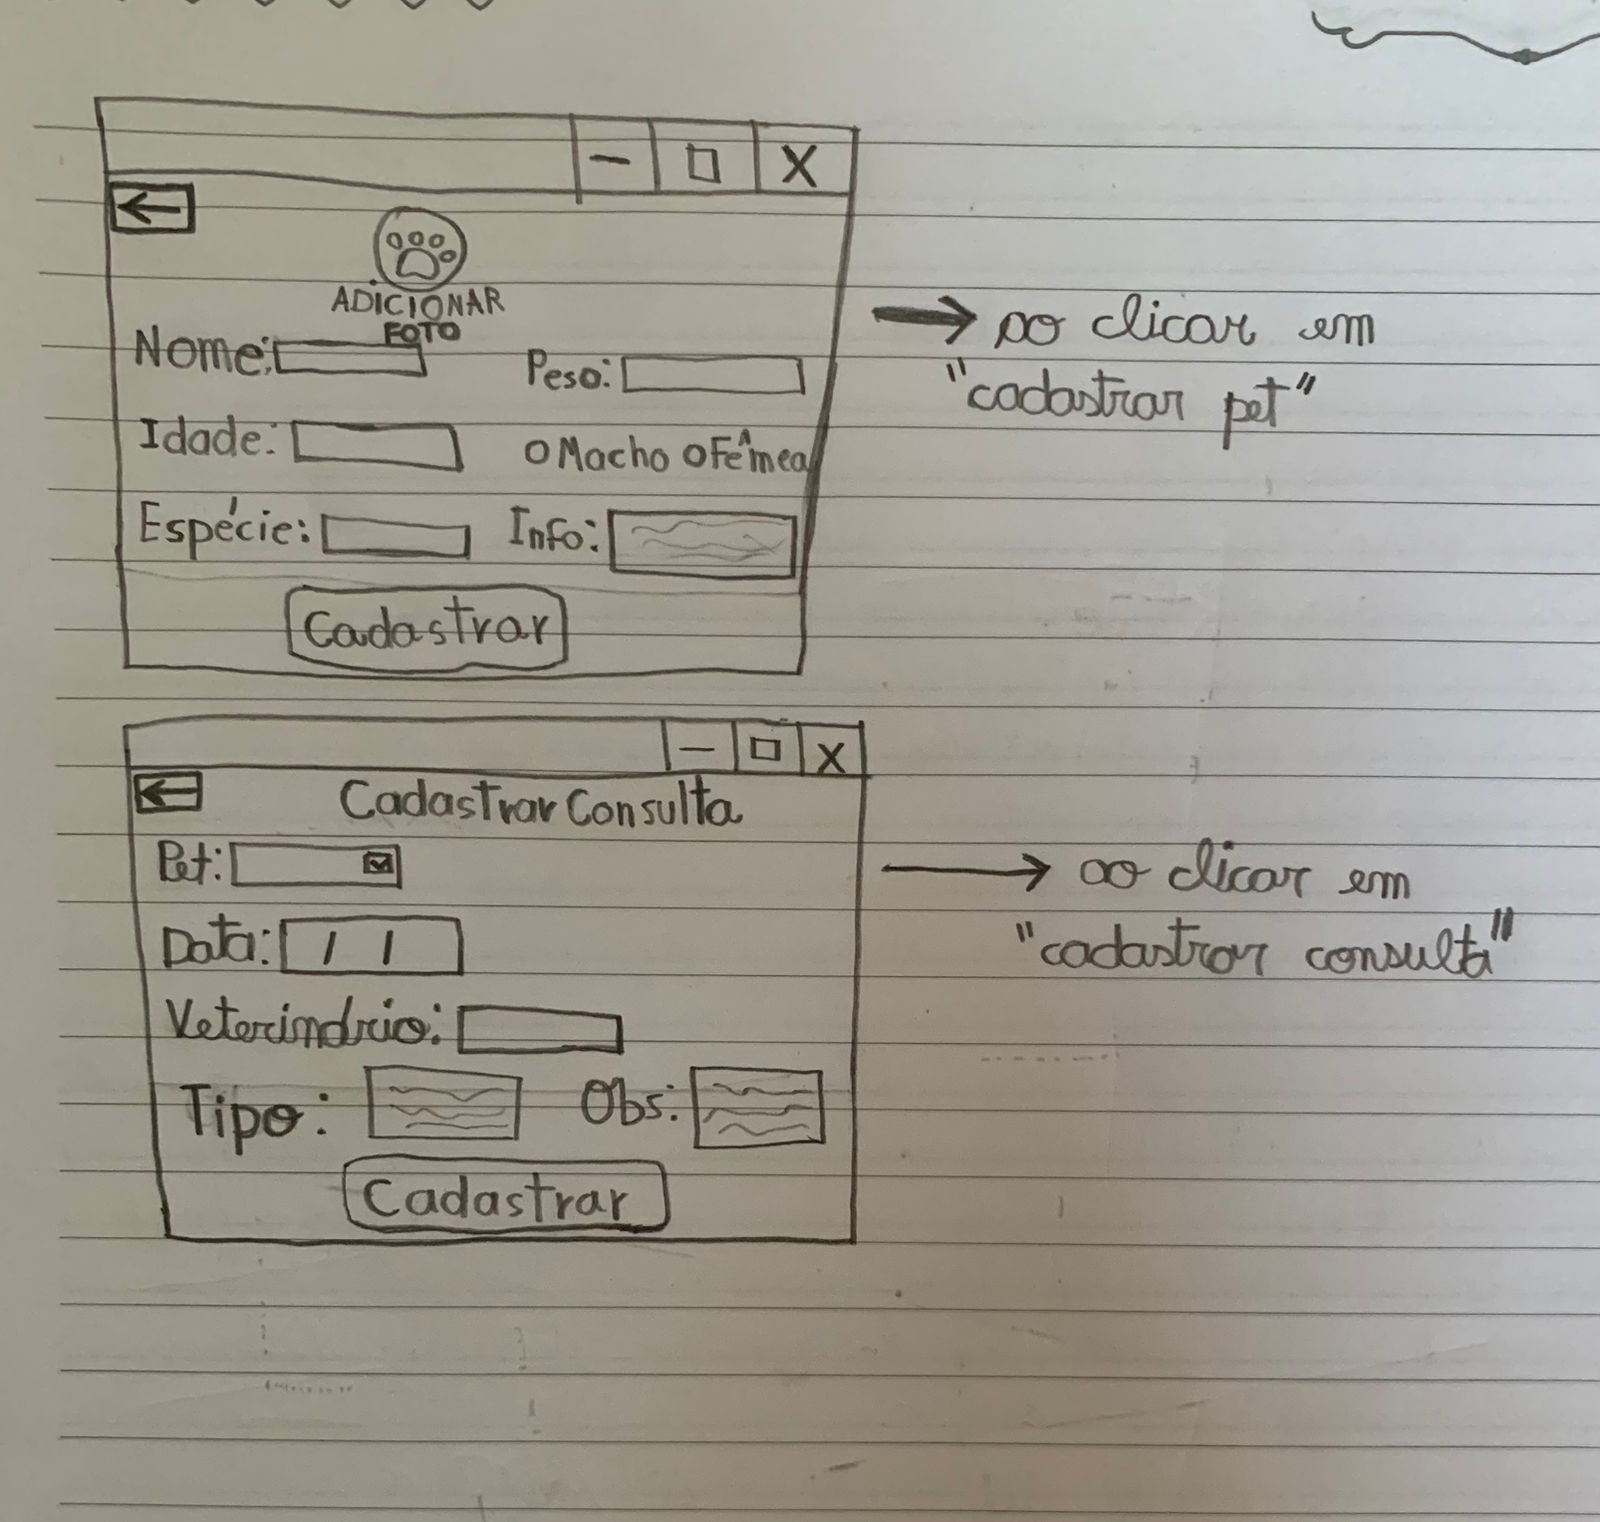 — □ X
←
ADICIONAR
FOTO
Nome: Peso:
Idade: O Macho O Fêmea
Espécie: Info:
Cadastrar
→ ao clicar em
"cadastrar pet"
— □ X
←
Cadastrar Consulta
Pet:
Data: / /
Veterinário:
Tipo: Obs:
Cadastrar
→ ao clicar em
"cadastrar consulta"